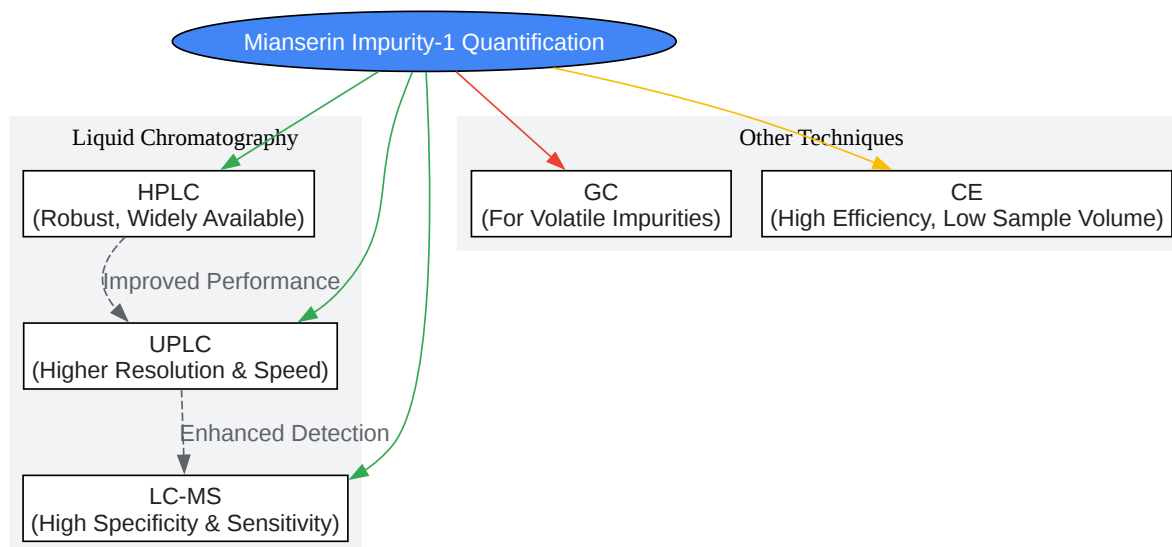 Mianserin Impurity-1 Quantification
Liquid Chromatography
Other Techniques
HPLC
(Robust, Widely Available)
GC
(For Volatile Impurities)
CE
(High Efficiency, Low Sample Volume)
Improved Performance
UPLC
(Higher Resolution & Speed)
Enhanced Detection
LC-MS
(High Specificity & Sensitivity)